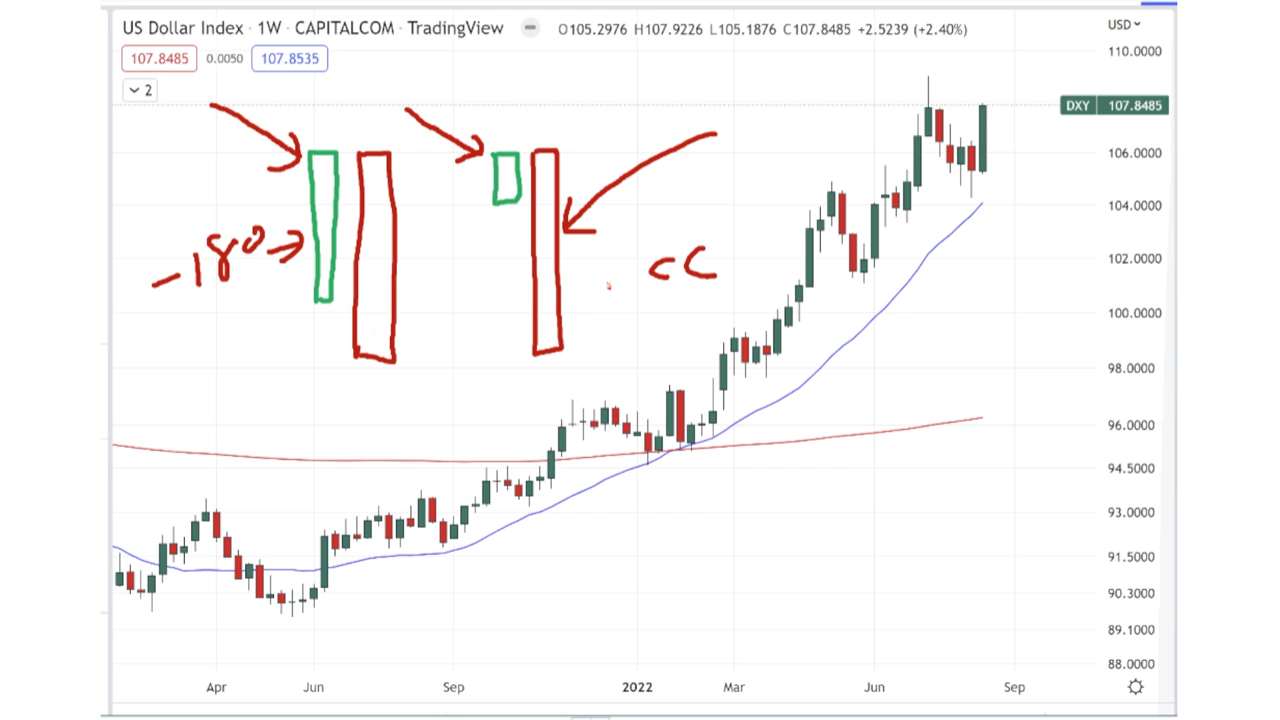 US Dollar Index · 1W · CAPITALCOM · TradingView O105.2976 H107.9226 L105.1876 C107.8485 +2.5239 (+2.40%)
USD
107.8485 0.0050 107.8535
2
110.0000
DXY 107.8485
106.0000
104.0000
102.0000
100.0000
98.0000
96.0000
94.5000
93.0000
91.5000
90.3000
89.1000
88.0000
-180
CC
Apr Jun Sep 2022 Mar Jun Sep